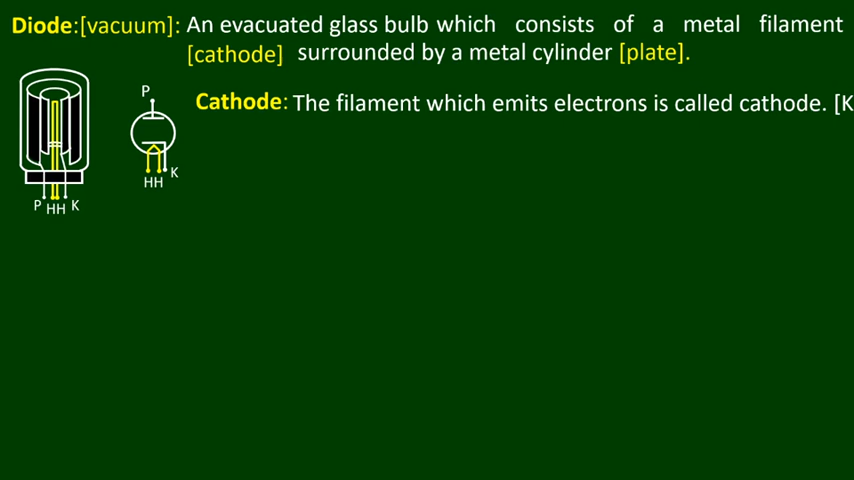 Diode:[vacuum]: An evacuated glass bulb which consists of a metal filament
[cathode] surrounded by a metal cylinder [plate].
Cathode: The filament which emits electrons is called cathode. [K
P
K
HH
P HH K